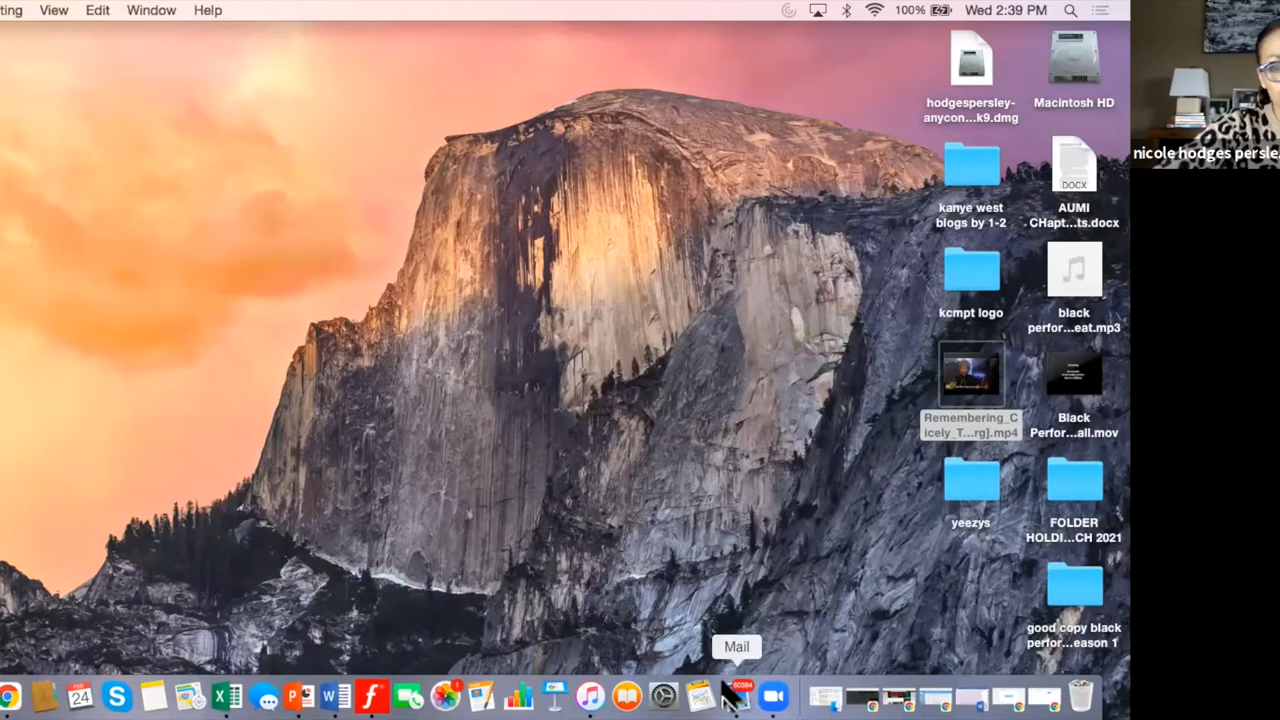 ting View Edit Window Help
100% Wed 2:39 PM
hodgespersley-
anycon...k9.dmg
Macintosh HD
kanye west
blogs by 1-2
DOCX
AUMI
CHapt...ts.docx
kcmpt logo
black
perfor...eat.mp3
Remembering_C
icely_T...rg].mp4
Black
Perfor...all.mov
yeezys
FOLDER
HOLDI...CH 2021
good copy black
perfor...eason 1
nicole hodges persle
Mail
FEB
24
S
X
P
W
f
1
60384